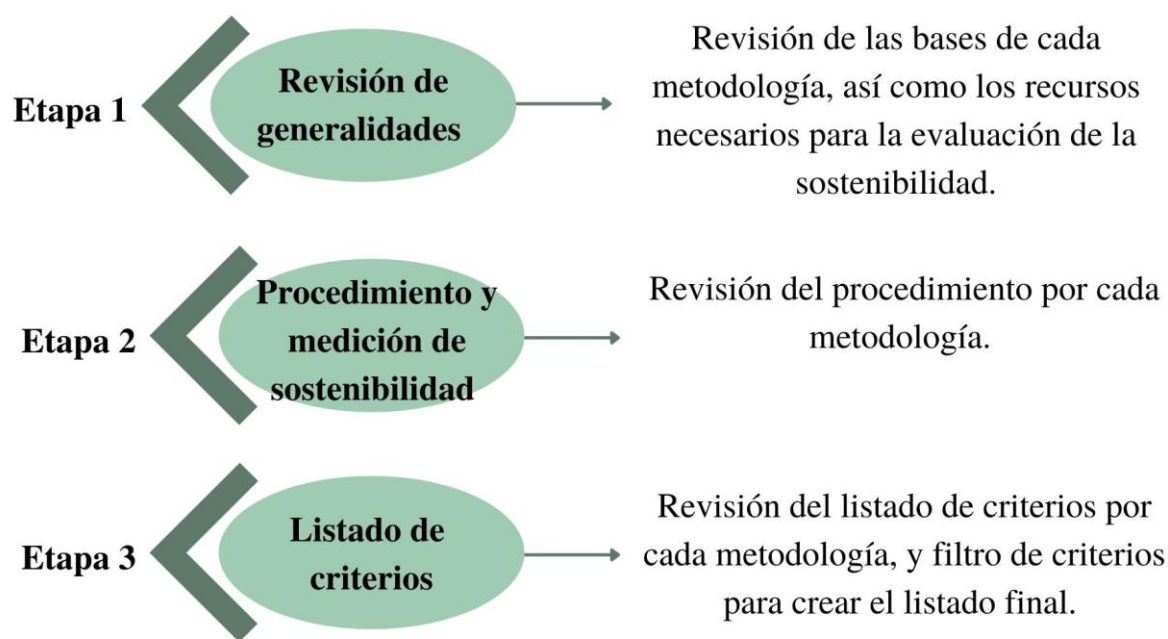 Etapa 1
Revisión de
generalidades
Revisión de las bases de cada
metodología, así como los recursos
necesarios para la evaluación de la
sostenibilidad.
Etapa 2
Procedimiento y
medición de
sostenibilidad
Revisión del procedimiento por cada
metodología.
Etapa 3
Listado de
criterios
Revisión del listado de criterios por
cada metodología, y filtro de criterios
para crear el listado final.